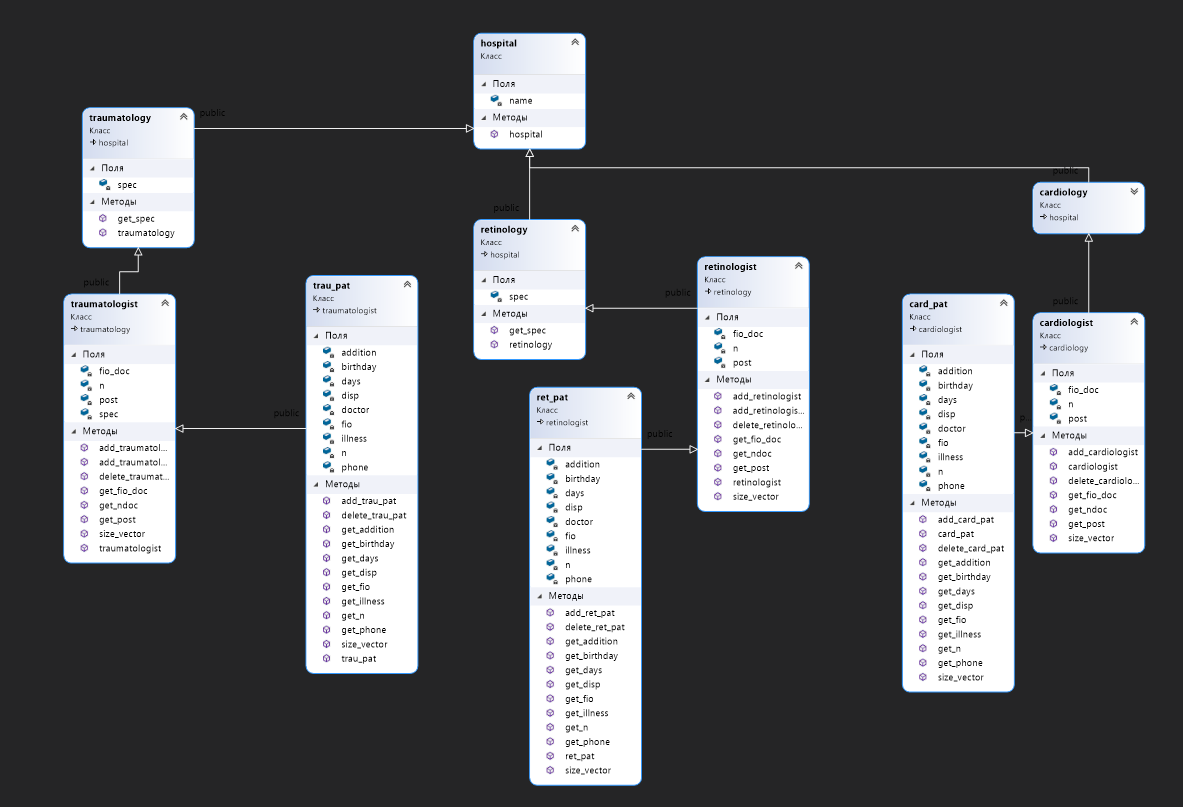 hospital
Класс
Поля
name
Методы
hospital
public
traumatology
Класс
hospital
Поля
spec
Методы
get_spec
traumatology
public
traumatologist
Класс
traumatology
Поля
fio_doc
n
post
spec
Методы
add_traumatol...
add_traumatol...
delete_traumat...
get_fio_doc
get_ndoc
get_post
size_vector
traumatologist
public
trau_pat
Класс
traumatologist
Поля
addition
birthday
days
disp
doctor
fio
illness
n
phone
Методы
add_trau_pat
delete_trau_pat
get_addition
get_birthday
get_days
get_disp
get_fio
get_illness
get_n
get_phone
size_vector
trau_pat
public
retinology
Класс
hospital
Поля
spec
Методы
get_spec
retinology
public
retinologist
Класс
retinology
Поля
fio_doc
n
post
Методы
add_retinologist
add_retinologis...
delete_retinolo...
get_fio_doc
get_ndoc
get_post
retinologist
size_vector
public
ret_pat
Класс
retinologist
Поля
addition
birthday
days
disp
doctor
fio
illness
n
phone
Методы
add_ret_pat
delete_ret_pat
get_addition
get_birthday
get_days
get_disp
get_fio
get_illness
get_n
get_phone
ret_pat
size_vector
public
cardiology
Класс
hospital
public
cardiologist
Класс
cardiology
Поля
fio_doc
n
post
Методы
add_cardiologist
cardiologist
delete_cardiolo...
get_fio_doc
get_ndoc
get_post
size_vector
card_pat
Класс
cardiologist
Поля
addition
birthday
days
disp
doctor
fio
illness
n
phone
Методы
add_card_pat
card_pat
delete_card_pat
get_addition
get_birthday
get_days
get_disp
get_fio
get_illness
get_n
get_phone
size_vector